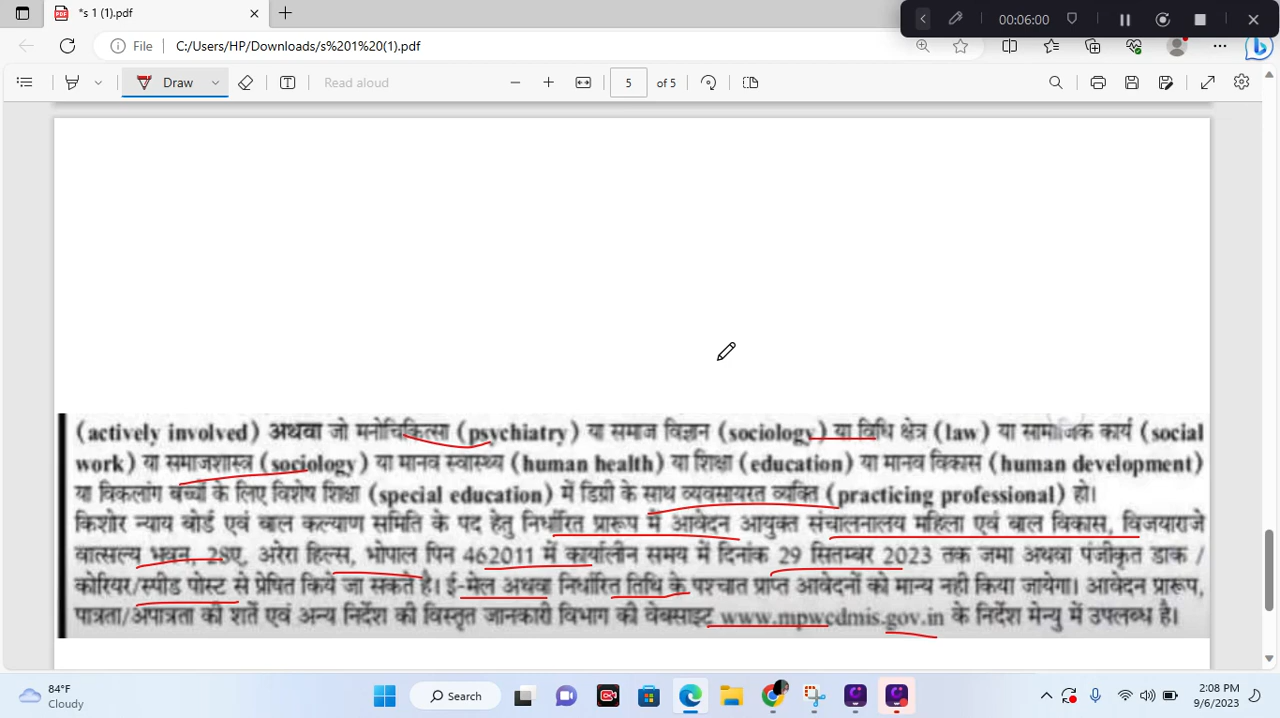 *s 1 (1).pdf
00:06:00
File
C:/Users/HP/Downloads/s%201%20(1).pdf
Draw
Read aloud
5
of 5
(actively involved) अथवा जो मनोचिकित्सा (psychiatry) या समाज विज्ञान (sociology) या विधि क्षेत्र (law) या सामाजिक कार्य (social
work) या समाजशास्त्र (sociology) या मानव स्वास्थ्य (human health) या शिक्षा (education) या मानव विकास (human development)
या विकलांग बच्चों के लिए विशेष शिक्षा (special education) में डिग्री के साथ व्यवसायरत व्यक्ति (practicing professional) हो।
किशोर न्याय बोर्ड एवं बाल कल्याण समिति के पद हेतु निर्धारित प्रारूप में आवेदन आयुक्त संचालनालय महिला एवं बाल विकास, विजयाराजे
वात्सल्य भवन, 28ए, अरेरा हिल्स, भोपाल पिन 462011 में कार्यालीन समय में दिनांक 29 सितम्बर 2023 तक जमा अथवा पंजीकृत डाक /
कोरियर/स्पीड पोस्ट से प्रेषित किये जा सकते है। ई-मेल अथवा निर्धारित तिथि के पश्चात प्राप्त आवेदनों को मान्य नही किया जायेगा। आवेदन प्रारूप,
पात्रता/अपात्रता की शर्ते एवं अन्य निर्देश की विस्तृत जानकारी विभाग की वेबसाइट www.mpwcdmis.gov.in के निर्देश मेन्यु में उपलब्ध है।
84°F
Cloudy
Search
2:08 PM
9/6/2023